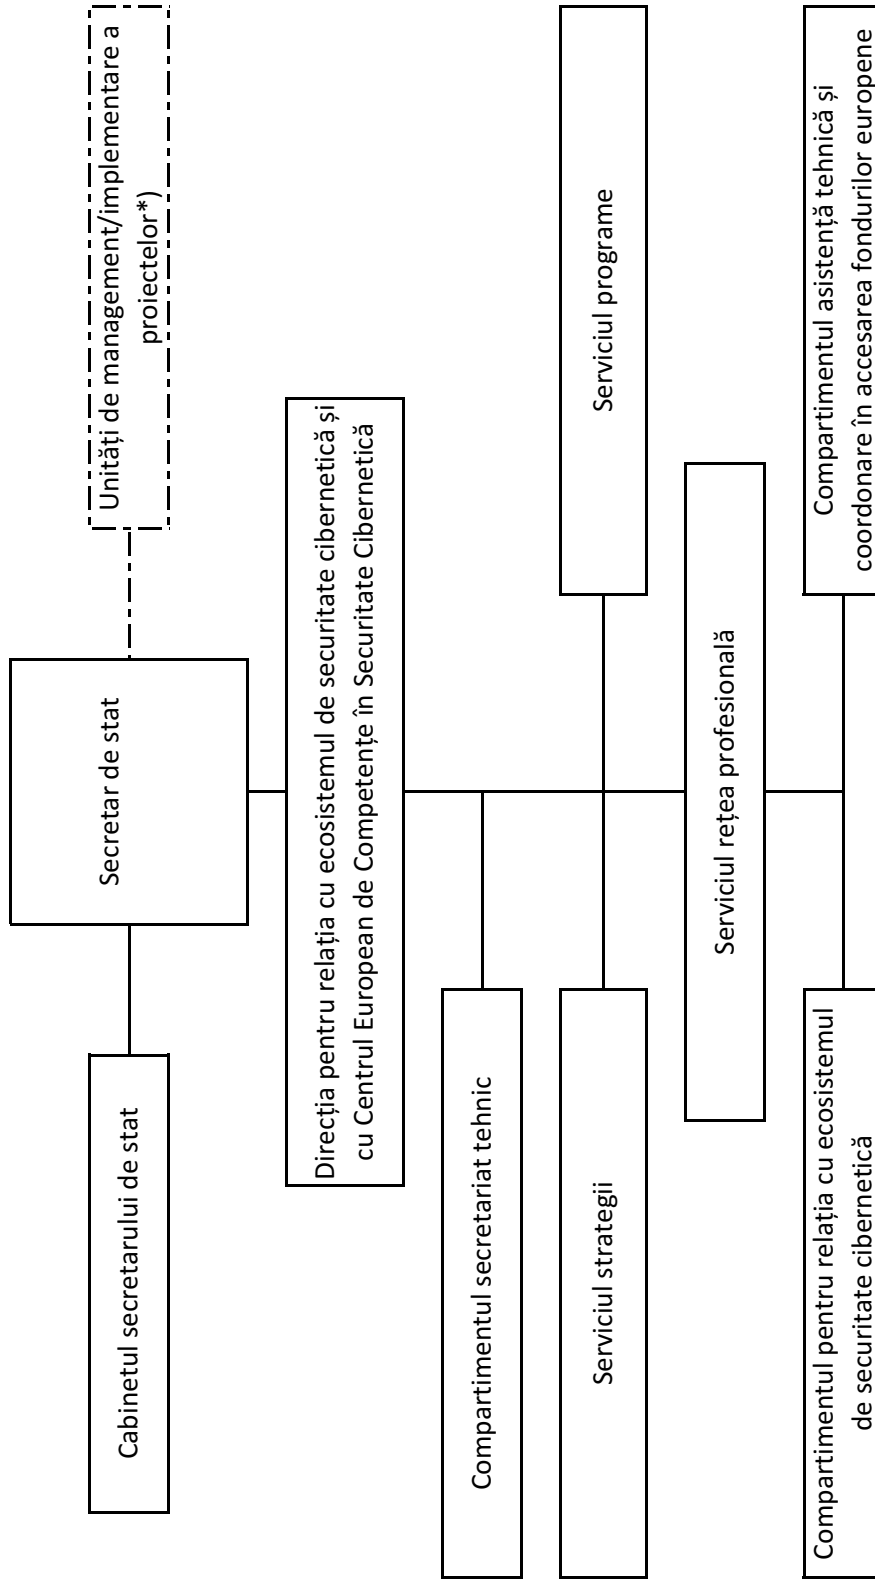 Cabinetul secretarului de stat
Secretar de stat
Unități de management/implementare a
proiectelor*)
Direcția pentru relația cu ecosistemul de securitate cibernetică și
cu Centrul European de Competențe în Securitate Cibernetică
Compartimentul secretariat tehnic
Serviciul strategii
Serviciul programe
Serviciul rețea profesională
Compartimentul pentru relația cu ecosistemul
de securitate cibernetică
Compartimentul asistență tehnică și
coordonare în accesarea fondurilor europene